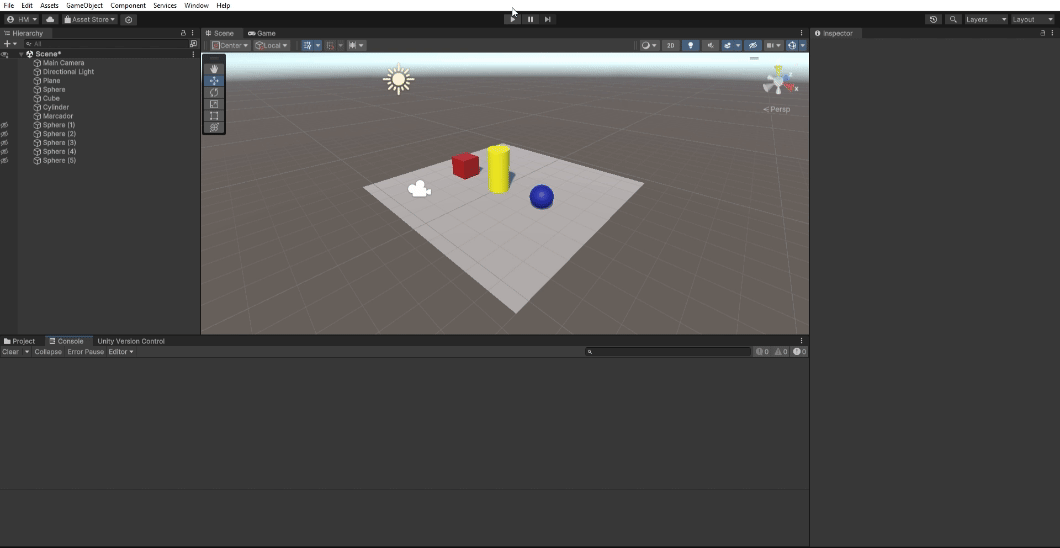 File Edit Assets GameObject Component Services Window Help
HM Asset Store Layers Layout
Hierarchy Scene Game Inspector
All Center Local 2D
Scene*
Main Camera
Directional Light
Plane
Sphere
Cube
Cylinder
Marcador
Sphere (1)
Sphere (2)
Sphere (3)
Sphere (4)
Sphere (5)
x
Persp
Project Console Unity Version Control
Clear Collapse Error Pause Editor 0 0 0